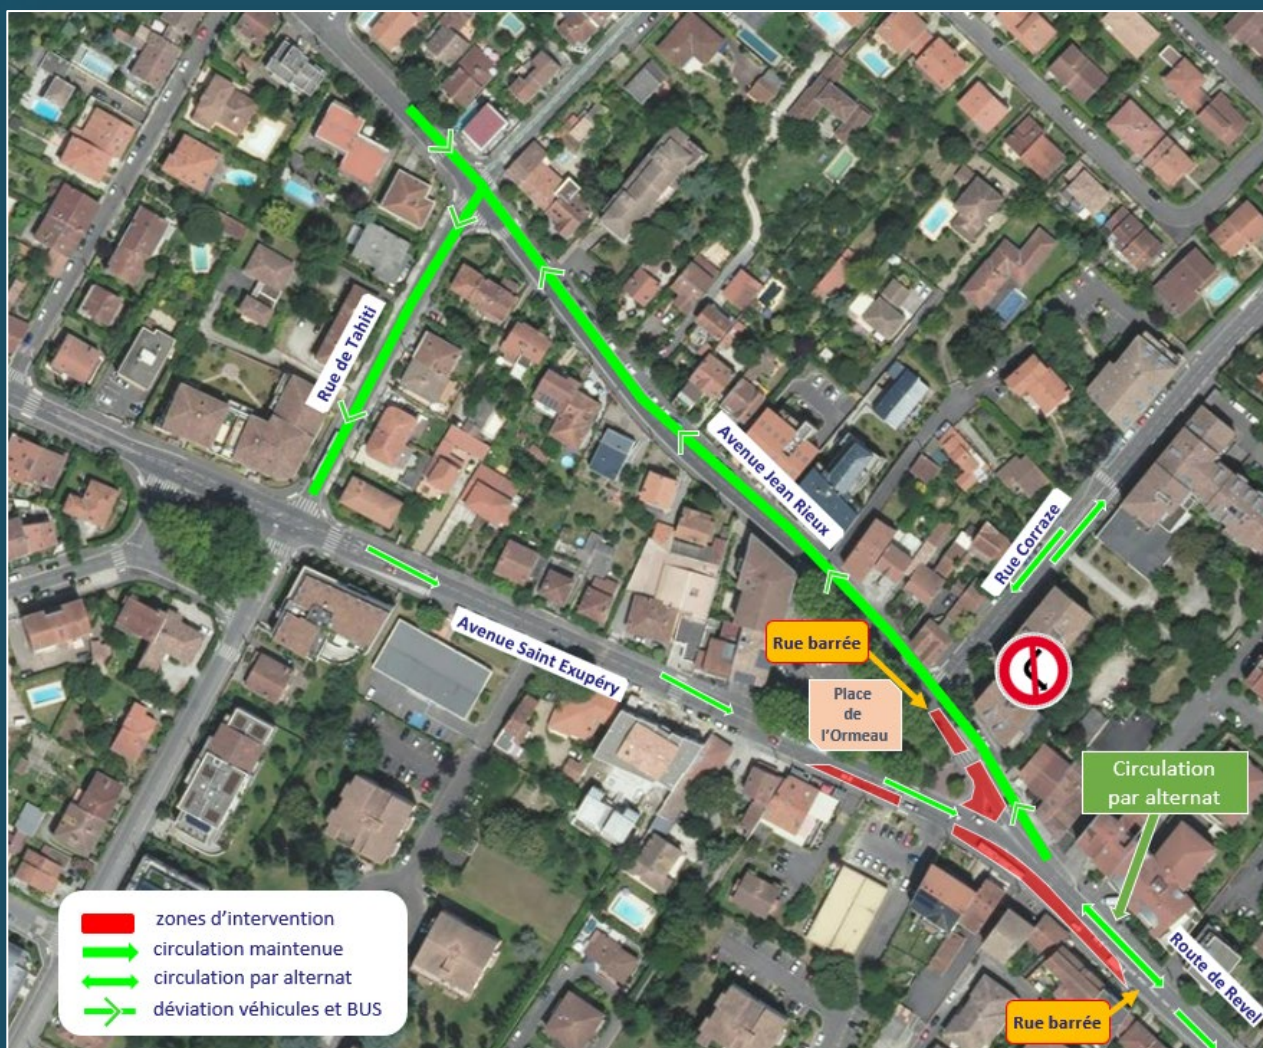 Rue de Tahiti
Avenue Jean Rieux
Rue Corraze
Avenue Saint Exupéry
Rue barrée
Place
de
l'Ormeau
Circulation
par alternat
Route de Revel
Rue barrée
zones d'intervention
circulation maintenue
circulation par alternat
déviation véhicules et BUS